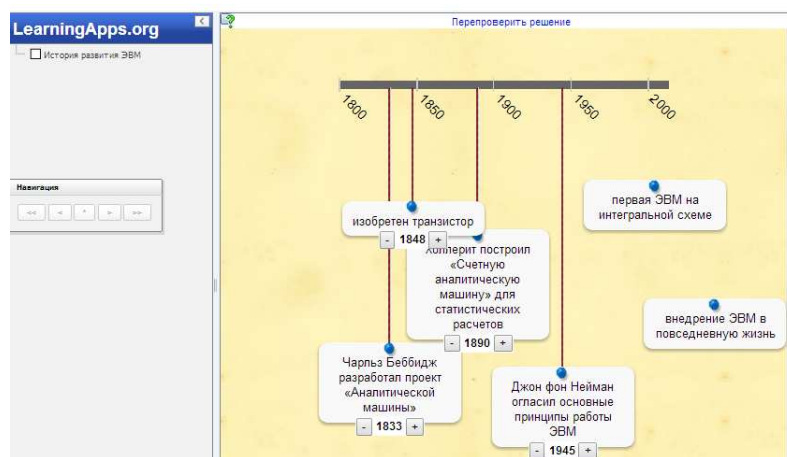 LearningApps.org
Перепроверить решение
История развития ЭВМ
Навигация
1800
1850
1900
1950
2000
изобретен транзистор
- 1848 +
первая ЭВМ на
интегральной схеме
Холлерит построил
«Счетную
аналитическую
машину» для
статистических
расчетов
- 1890 +
внедрение ЭВМ в
повседневную жизнь
Чарльз Беббидж
разработал проект
«Аналитической
машины»
- 1833 +
Джон фон Нейман
огласил основные
принципы работы
ЭВМ
- 1945 +